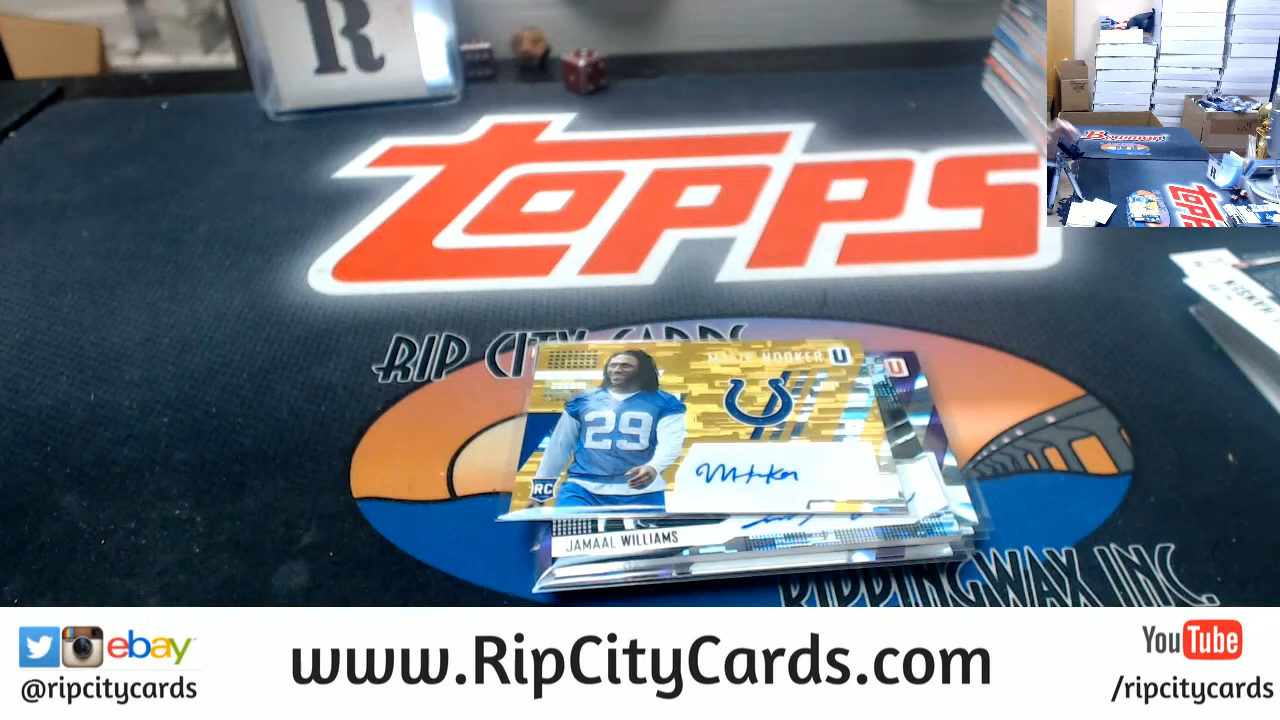 R
TOPPS
Bowman
TOPPS
RIP CITY CARDS
HOOKER U
U
29
RC
JAMAAL WILLIAMS
RIPPINGWAX INC.
ebay
@ripcitycards
www.RipCityCards.com
YouTube
/ripcitycards